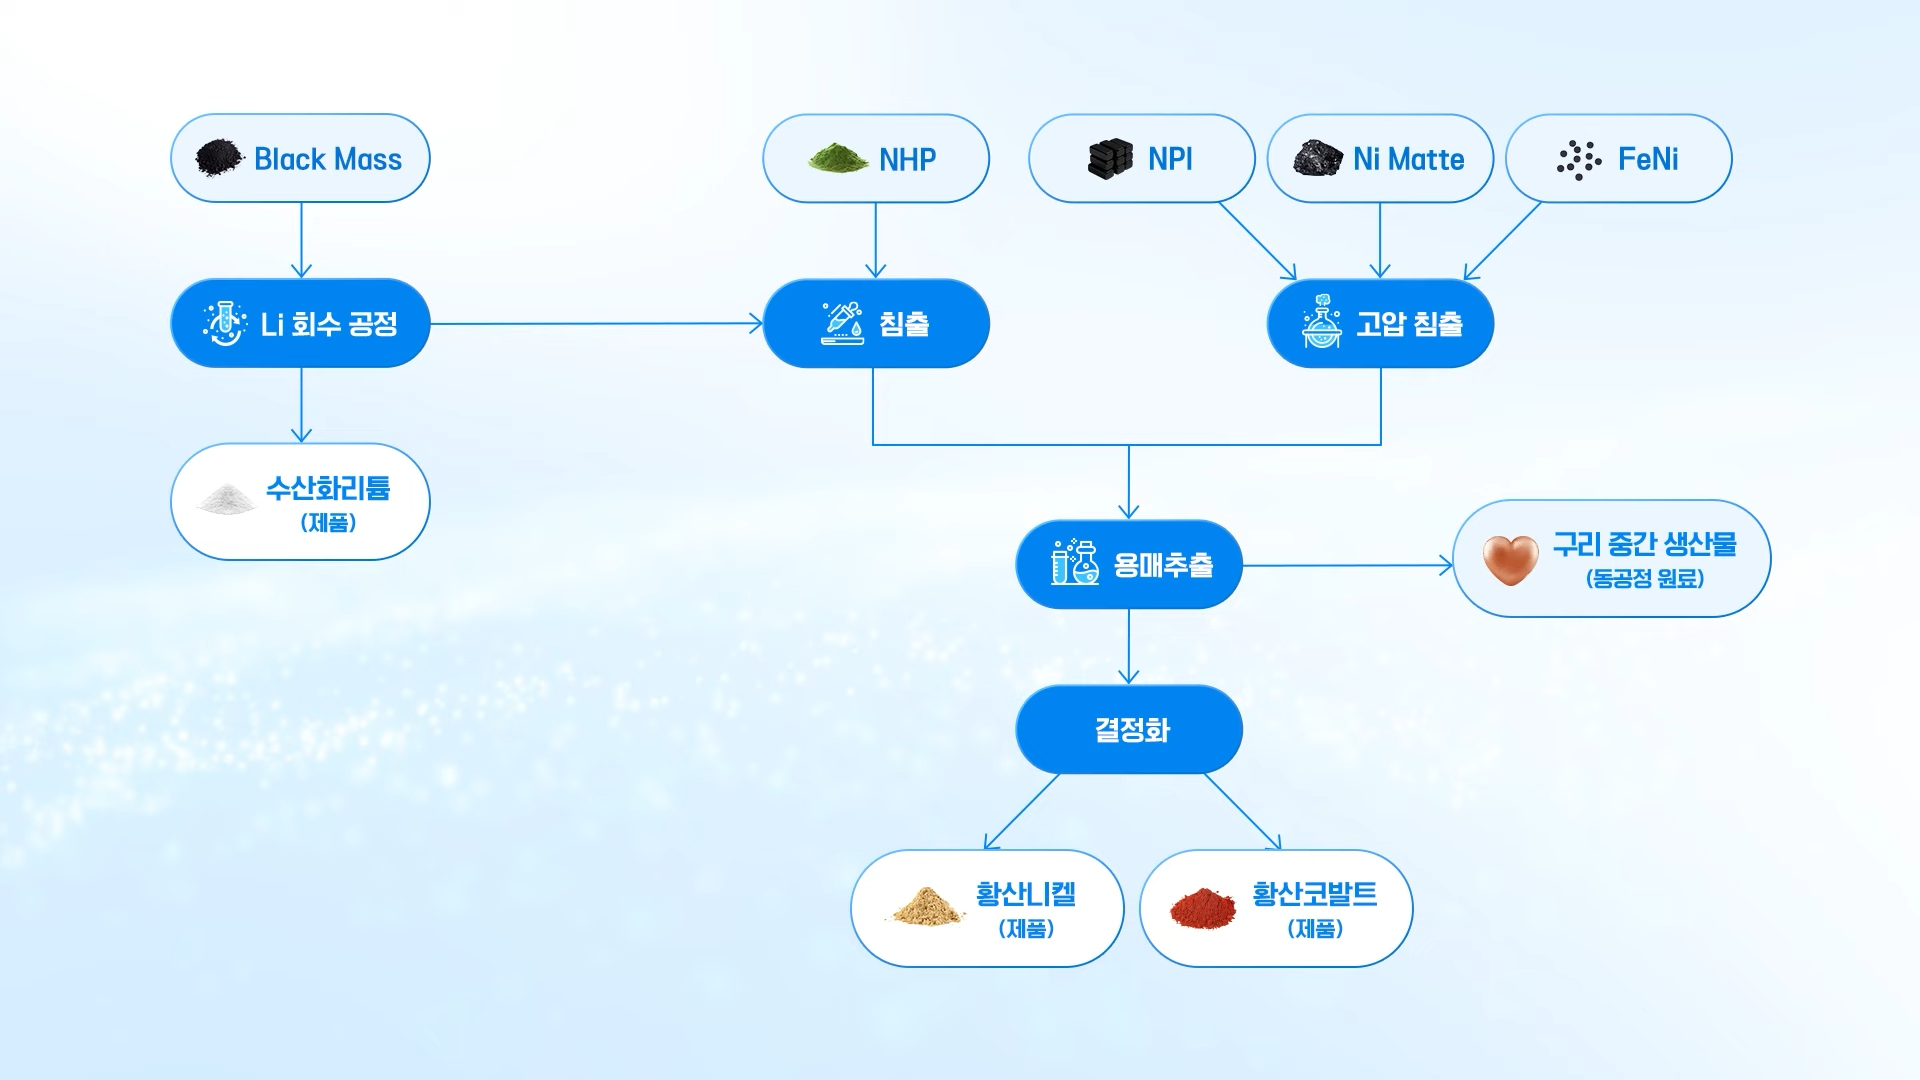 Black Mass
NHP
NPI
Ni Matte
FeNi
Li 회수 공정
침출
고압 침출
수산화리튬
(제품)
용매추출
구리 중간 생산물
(동공정 원료)
결정화
황산니켈
(제품)
황산코발트
(제품)